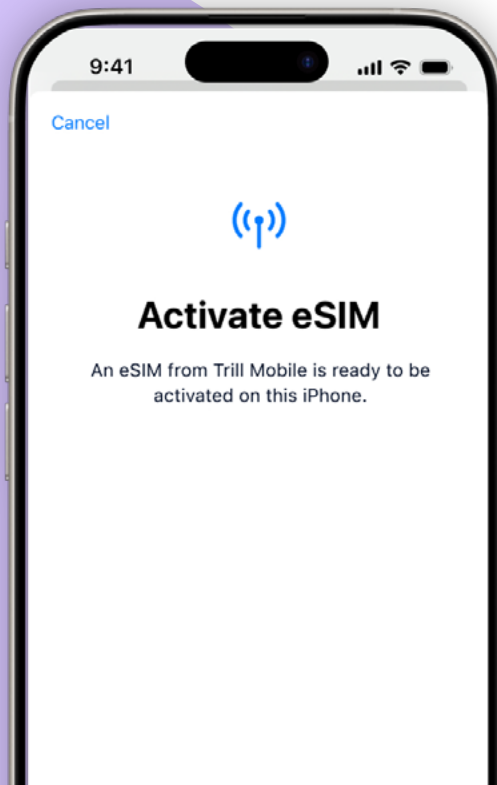 9:41
Cancel
Activate eSIM
An eSIM from Trill Mobile is ready to be
activated on this iPhone.